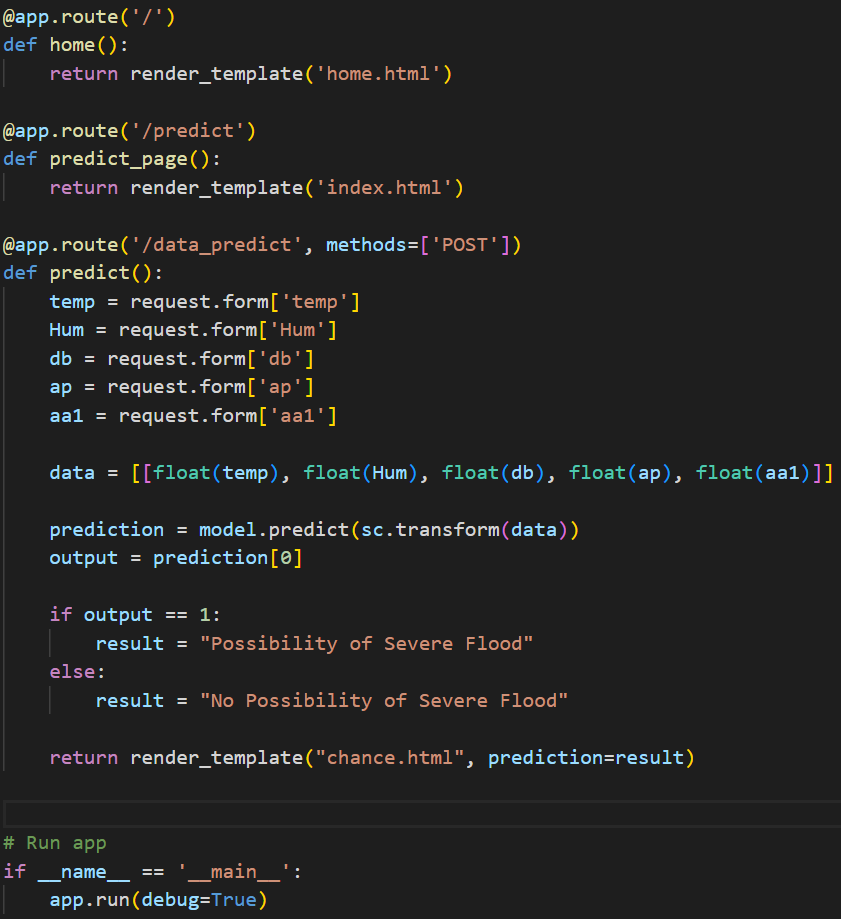 @app.route('/')
def home():
    return render_template('home.html')

@app.route('/predict')
def predict_page():
    return render_template('index.html')

@app.route('/data_predict', methods=['POST'])
def predict():
    temp = request.form['temp']
    Hum = request.form['Hum']
    db = request.form['db']
    ap = request.form['ap']
    aa1 = request.form['aa1']

    data = [[float(temp), float(Hum), float(db), float(ap), float(aa1)]]

    prediction = model.predict(sc.transform(data))
    output = prediction[0]

    if output == 1:
        result = "Possibility of Severe Flood"
    else:
        result = "No Possibility of Severe Flood"

    return render_template("chance.html", prediction=result)


# Run app
if __name__ == '__main__':
    app.run(debug=True)